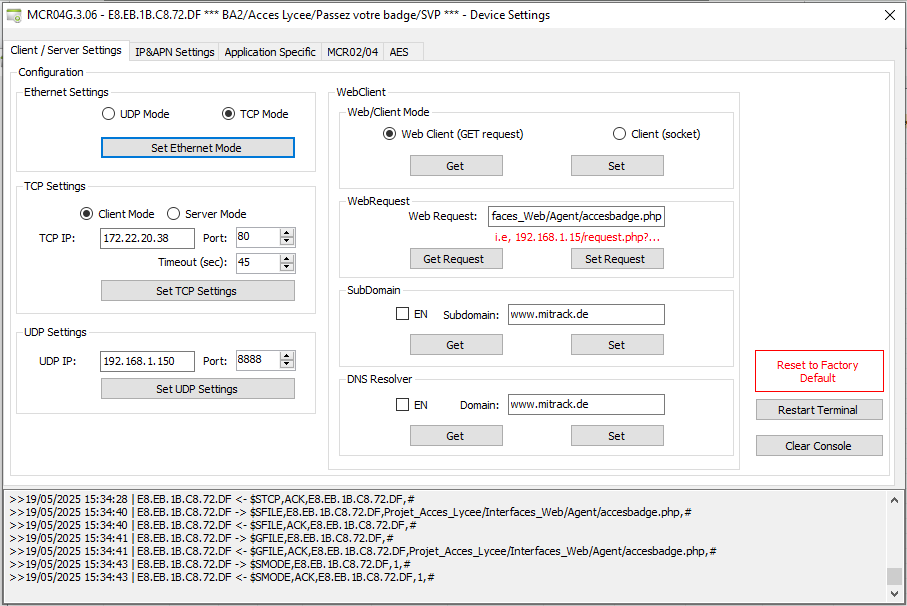 MCR04G.3.06 - E8.EB.1B.C8.72.DF *** BA2/Acces Lycee/Passez votre badge/SVP *** - Device Settings
Client / Server Settings IP&APN Settings Application Specific MCR02/04 AES
Configuration
Ethernet Settings
UDP Mode TCP Mode
Set Ethernet Mode
TCP Settings
Client Mode Server Mode
TCP IP: 172.22.20.38 Port: 80
Timeout (sec): 45
Set TCP Settings
UDP Settings
UDP IP: 192.168.1.150 Port: 8888
Set UDP Settings
WebClient
Web/Client Mode
Web Client (GET request) Client (socket)
Get Set
WebRequest
Web Request: faces_Web/Agent/accesbadge.php
i.e, 192.168.1.15/request.php?...
Get Request Set Request
SubDomain
EN Subdomain: www.mitrack.de
Get Set
DNS Resolver
EN Domain: www.mitrack.de
Get Set
Reset to Factory
Default
Restart Terminal
Clear Console
>>19/05/2025 15:34:28 | E8.EB.1B.C8.72.DF <- $STCP,ACK,E8.EB.1B.C8.72.DF,#
>>19/05/2025 15:34:40 | E8.EB.1B.C8.72.DF -> $SFILE,E8.EB.1B.C8.72.DF,Projet_Acces_Lycee/Interfaces_Web/Agent/accesbadge.php,#
>>19/05/2025 15:34:40 | E8.EB.1B.C8.72.DF <- $SFILE,ACK,E8.EB.1B.C8.72.DF,#
>>19/05/2025 15:34:41 | E8.EB.1B.C8.72.DF -> $GFILE,E8.EB.1B.C8.72.DF,#
>>19/05/2025 15:34:41 | E8.EB.1B.C8.72.DF <- $GFILE,ACK,E8.EB.1B.C8.72.DF,Projet_Acces_Lycee/Interfaces_Web/Agent/accesbadge.php,#
>>19/05/2025 15:34:43 | E8.EB.1B.C8.72.DF -> $SMODE,E8.EB.1B.C8.72.DF,1,#
>>19/05/2025 15:34:43 | E8.EB.1B.C8.72.DF <- $SMODE,ACK,E8.EB.1B.C8.72.DF,1,#